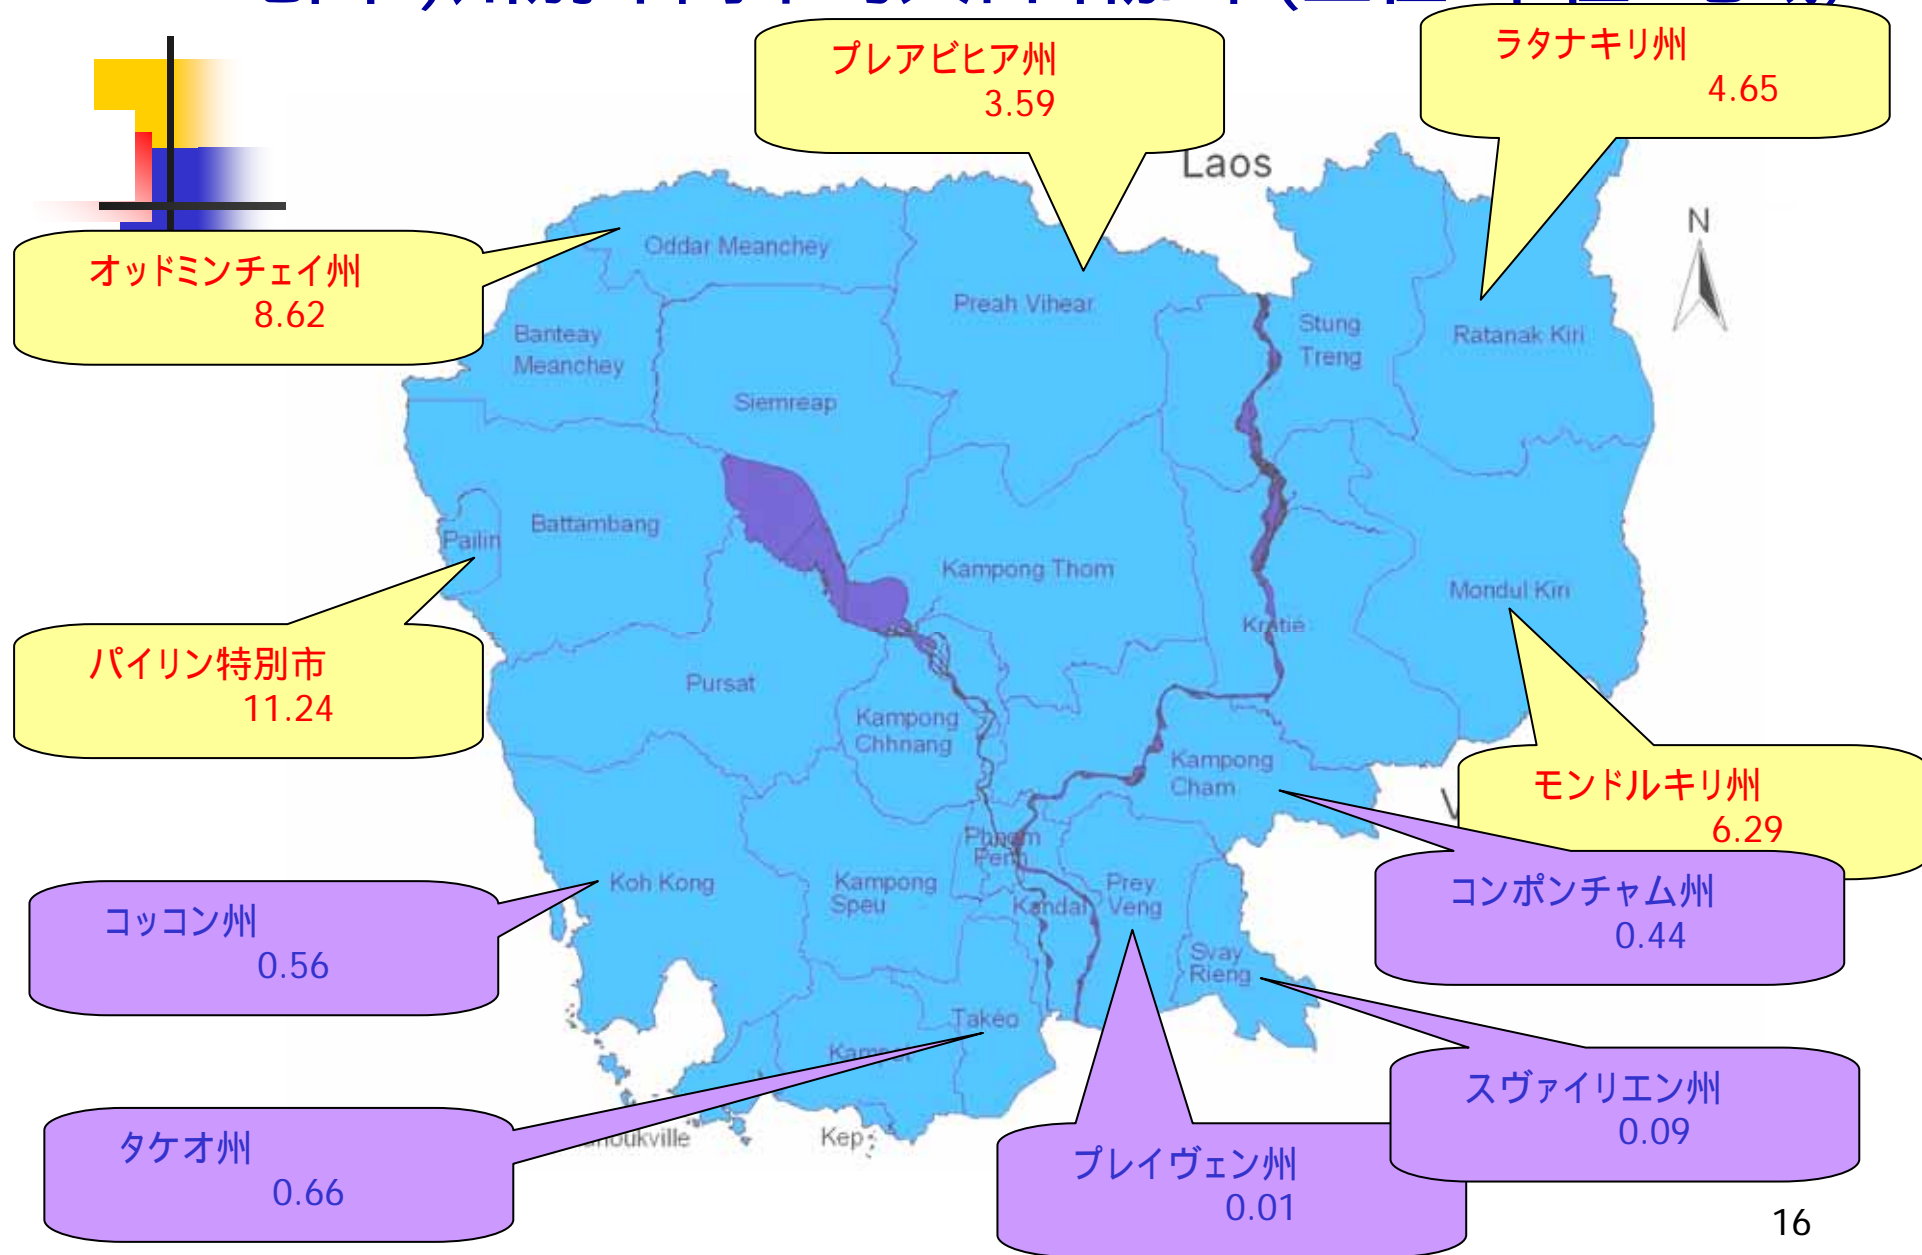 プレアビヒア州
3.59
ラタナキリ州
4.65
Laos
N
オッドミンチェイ州
8.62
Oddar Meanchey
Preah Vihear
Banteay
Meanchey
Stung
Treng
Ratanak Kiri
Siemreap
Battambang
Pailin
Kampong Thom
Mondul Kiri
Kratie
パイリン特別市
11.24
Pursat
Kampong
Chhnang
Kampong
Cham
モンドルキリ州
6.29
Phnom
Penh
Koh Kong
Kampong
Speu
Kandal
Prey
Veng
コンポンチャム州
0.44
コッコン州
0.56
Svay
Rieng
Takeo
Kampot
スヴァイリエン州
0.09
タケオ州
0.66
Kep
プレイヴェン州
0.01
16